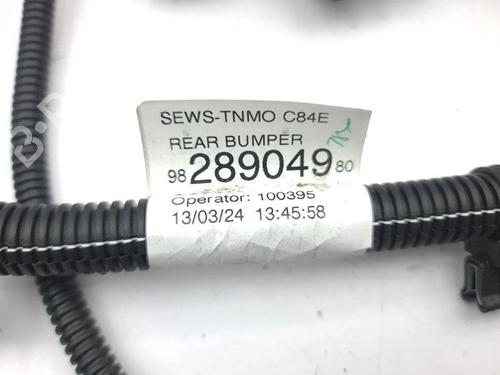 SEWS-TNMO C84E
REAR BUMPER
98 289049 80
Operator: 100395
13/03/24 13:45:58